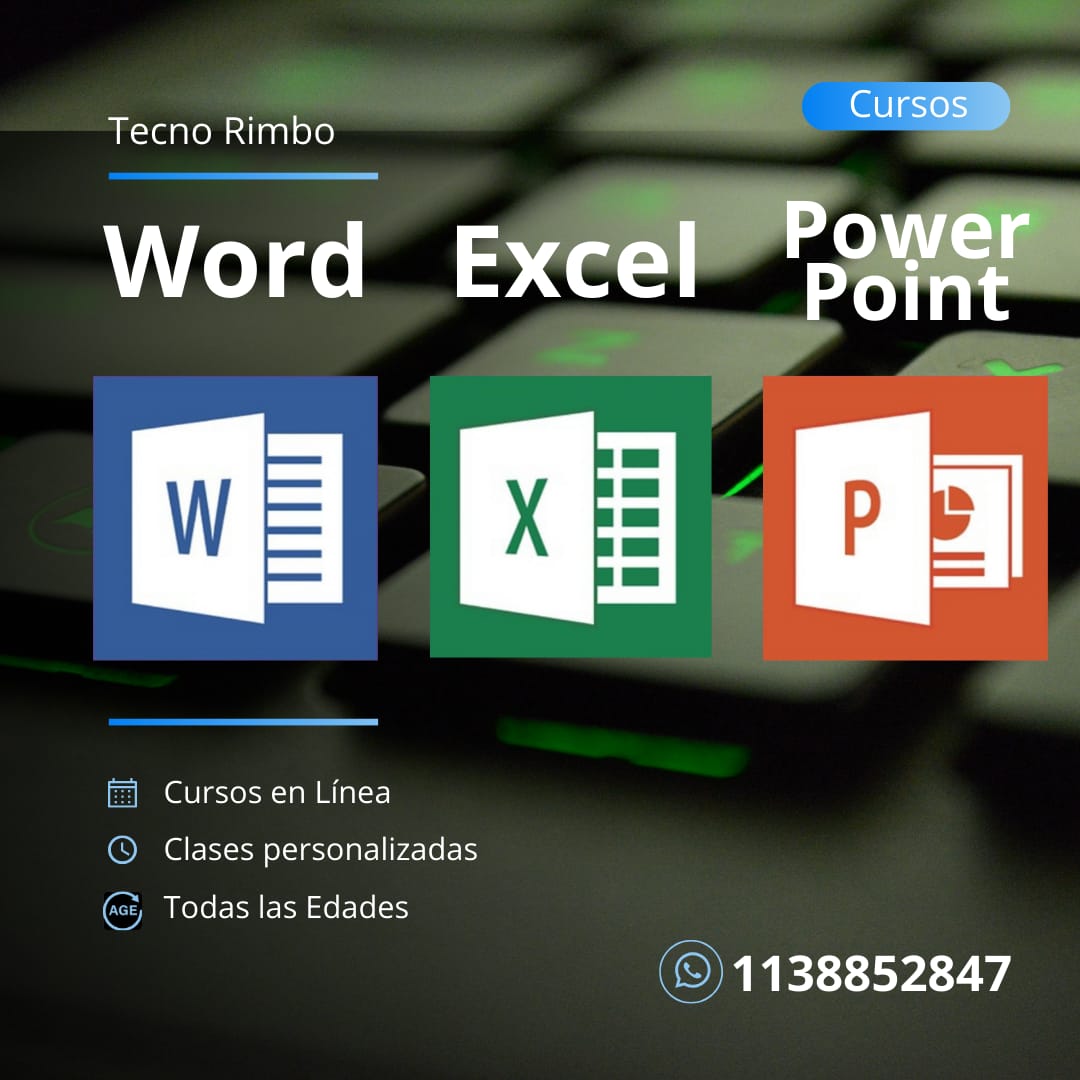 Cursos
Tecno Rimbo
Word
Excel
Power
Point
W
X
P
Cursos en Línea
Clases personalizadas
AGE
Todas las Edades
1138852847